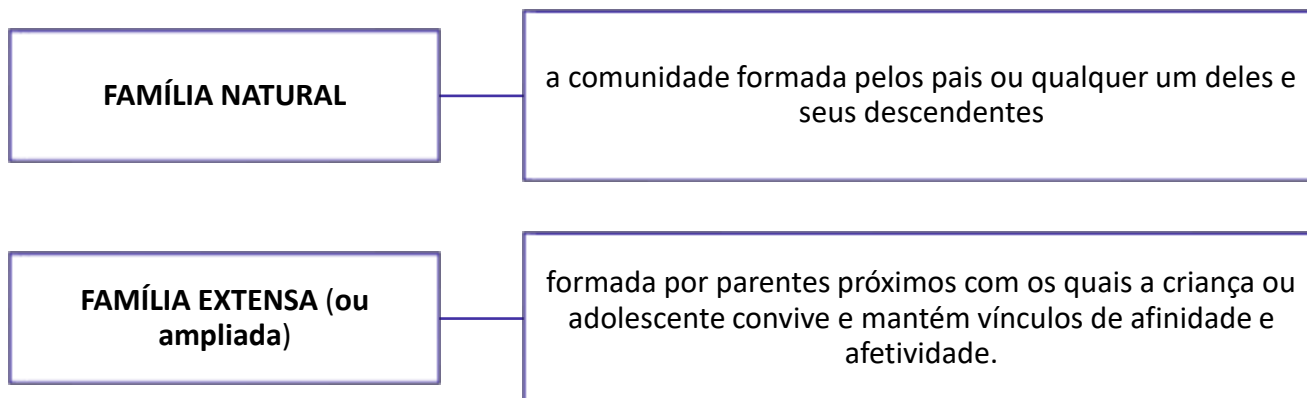 FAMÍLIA NATURAL
a comunidade formada pelos pais ou qualquer um deles e
seus descendentes
FAMÍLIA EXTENSA (ou
ampliada)
formada por parentes próximos com os quais a criança ou
adolescente convive e mantém vínculos de afinidade e
afetividade.